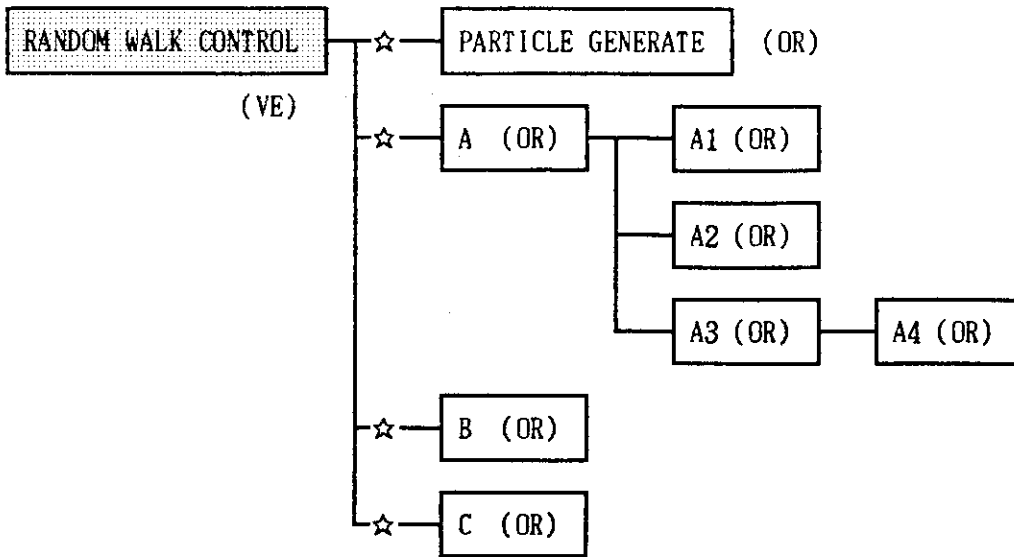 RANDOM WALK CONTROL
☆
PARTICLE GENERATE (OR)
(VE)
☆
A (OR)
A1 (OR)
A2 (OR)
A3 (OR)
A4 (OR)
☆
B (OR)
☆
C (OR)